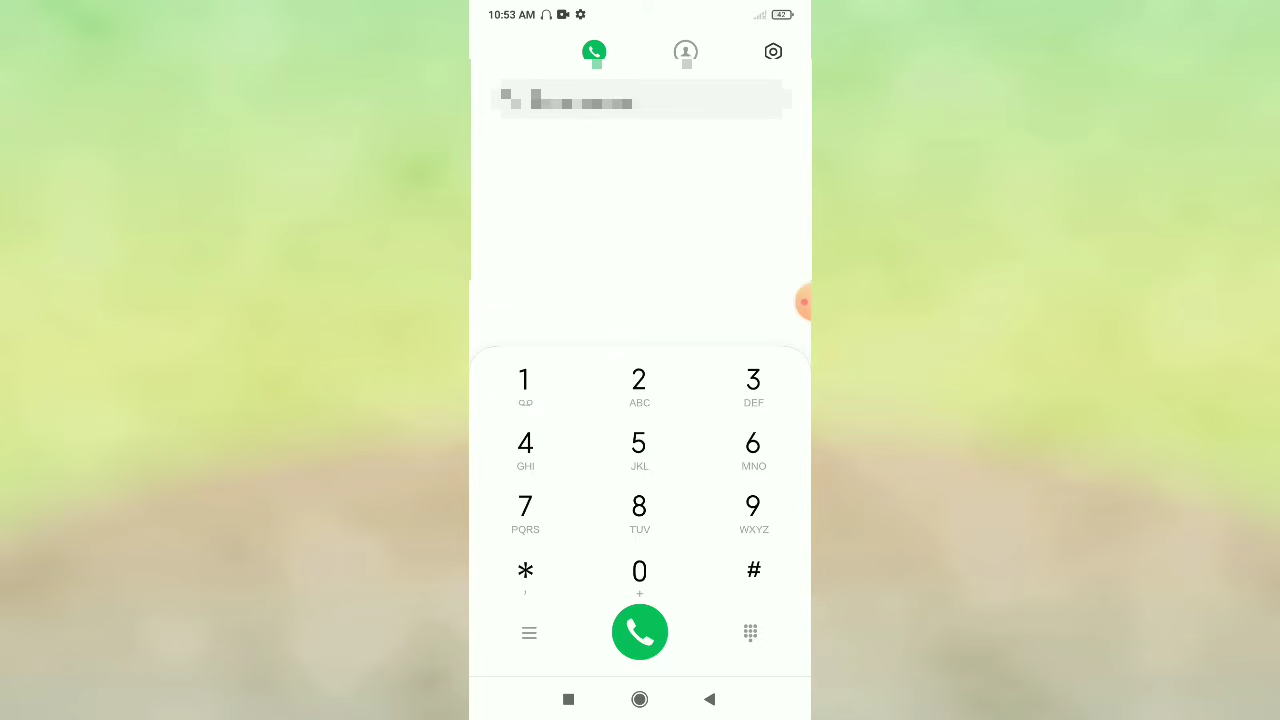 10:53 AM 42
1 2 3
ABC DEF
4 5 6
GHI JKL MNO
7 8 9
PQRS TUV WXYZ
* 0 #
, +